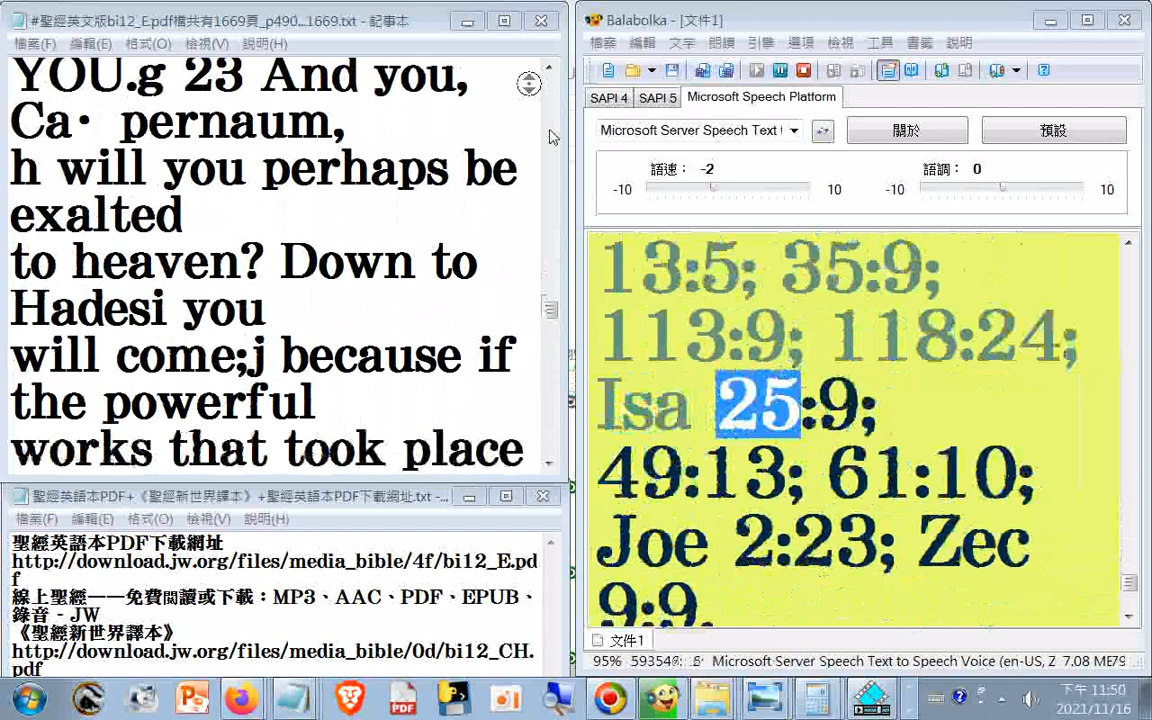 #聖經英文版bi12_E.pdf檔共有1669頁_p490...1669.txt - 記事本
檔案(F) 編輯(E) 格式(O) 檢視(V) 說明(H)
YOU.g 23 And you,
Ca· pernaum,
h will you perhaps be
exalted
to heaven? Down to
Hadesi you
will come;j because if
the powerful
works that took place
聖經英語本PDF+《聖經新世界譯本》+聖經英語本PDF下載網址.txt - ...
檔案(F) 編輯(E) 格式(O) 檢視(V) 說明(H)
聖經英語本PDF下載網址
http://download.jw.org/files/media_bible/4f/bi12_E.pd
f
線上聖經──免費閱讀或下載：MP3、AAC、PDF、EPUB、
錄音 - JW
《聖經新世界譯本》
http://download.jw.org/files/media_bible/0d/bi12_CH.
pdf
Balabolka - [文件1]
檔案 編輯 文字 朗讀 引擎 選項 檢視 工具 書籤 說明
SAPI 4 SAPI 5 Microsoft Speech Platform
Microsoft Server Speech Text 關於 預設
語速： -2 語調： 0
-10 10 -10 10
13:5; 35:9;
113:9; 118:24;
Isa 25:9;
49:13; 61:10;
Joe 2:23; Zec
9:9.
文件1
95% Microsoft Server Speech Text to Speech Voice (en-US, Z 7.08 ME
下午 11:50
2021/11/16